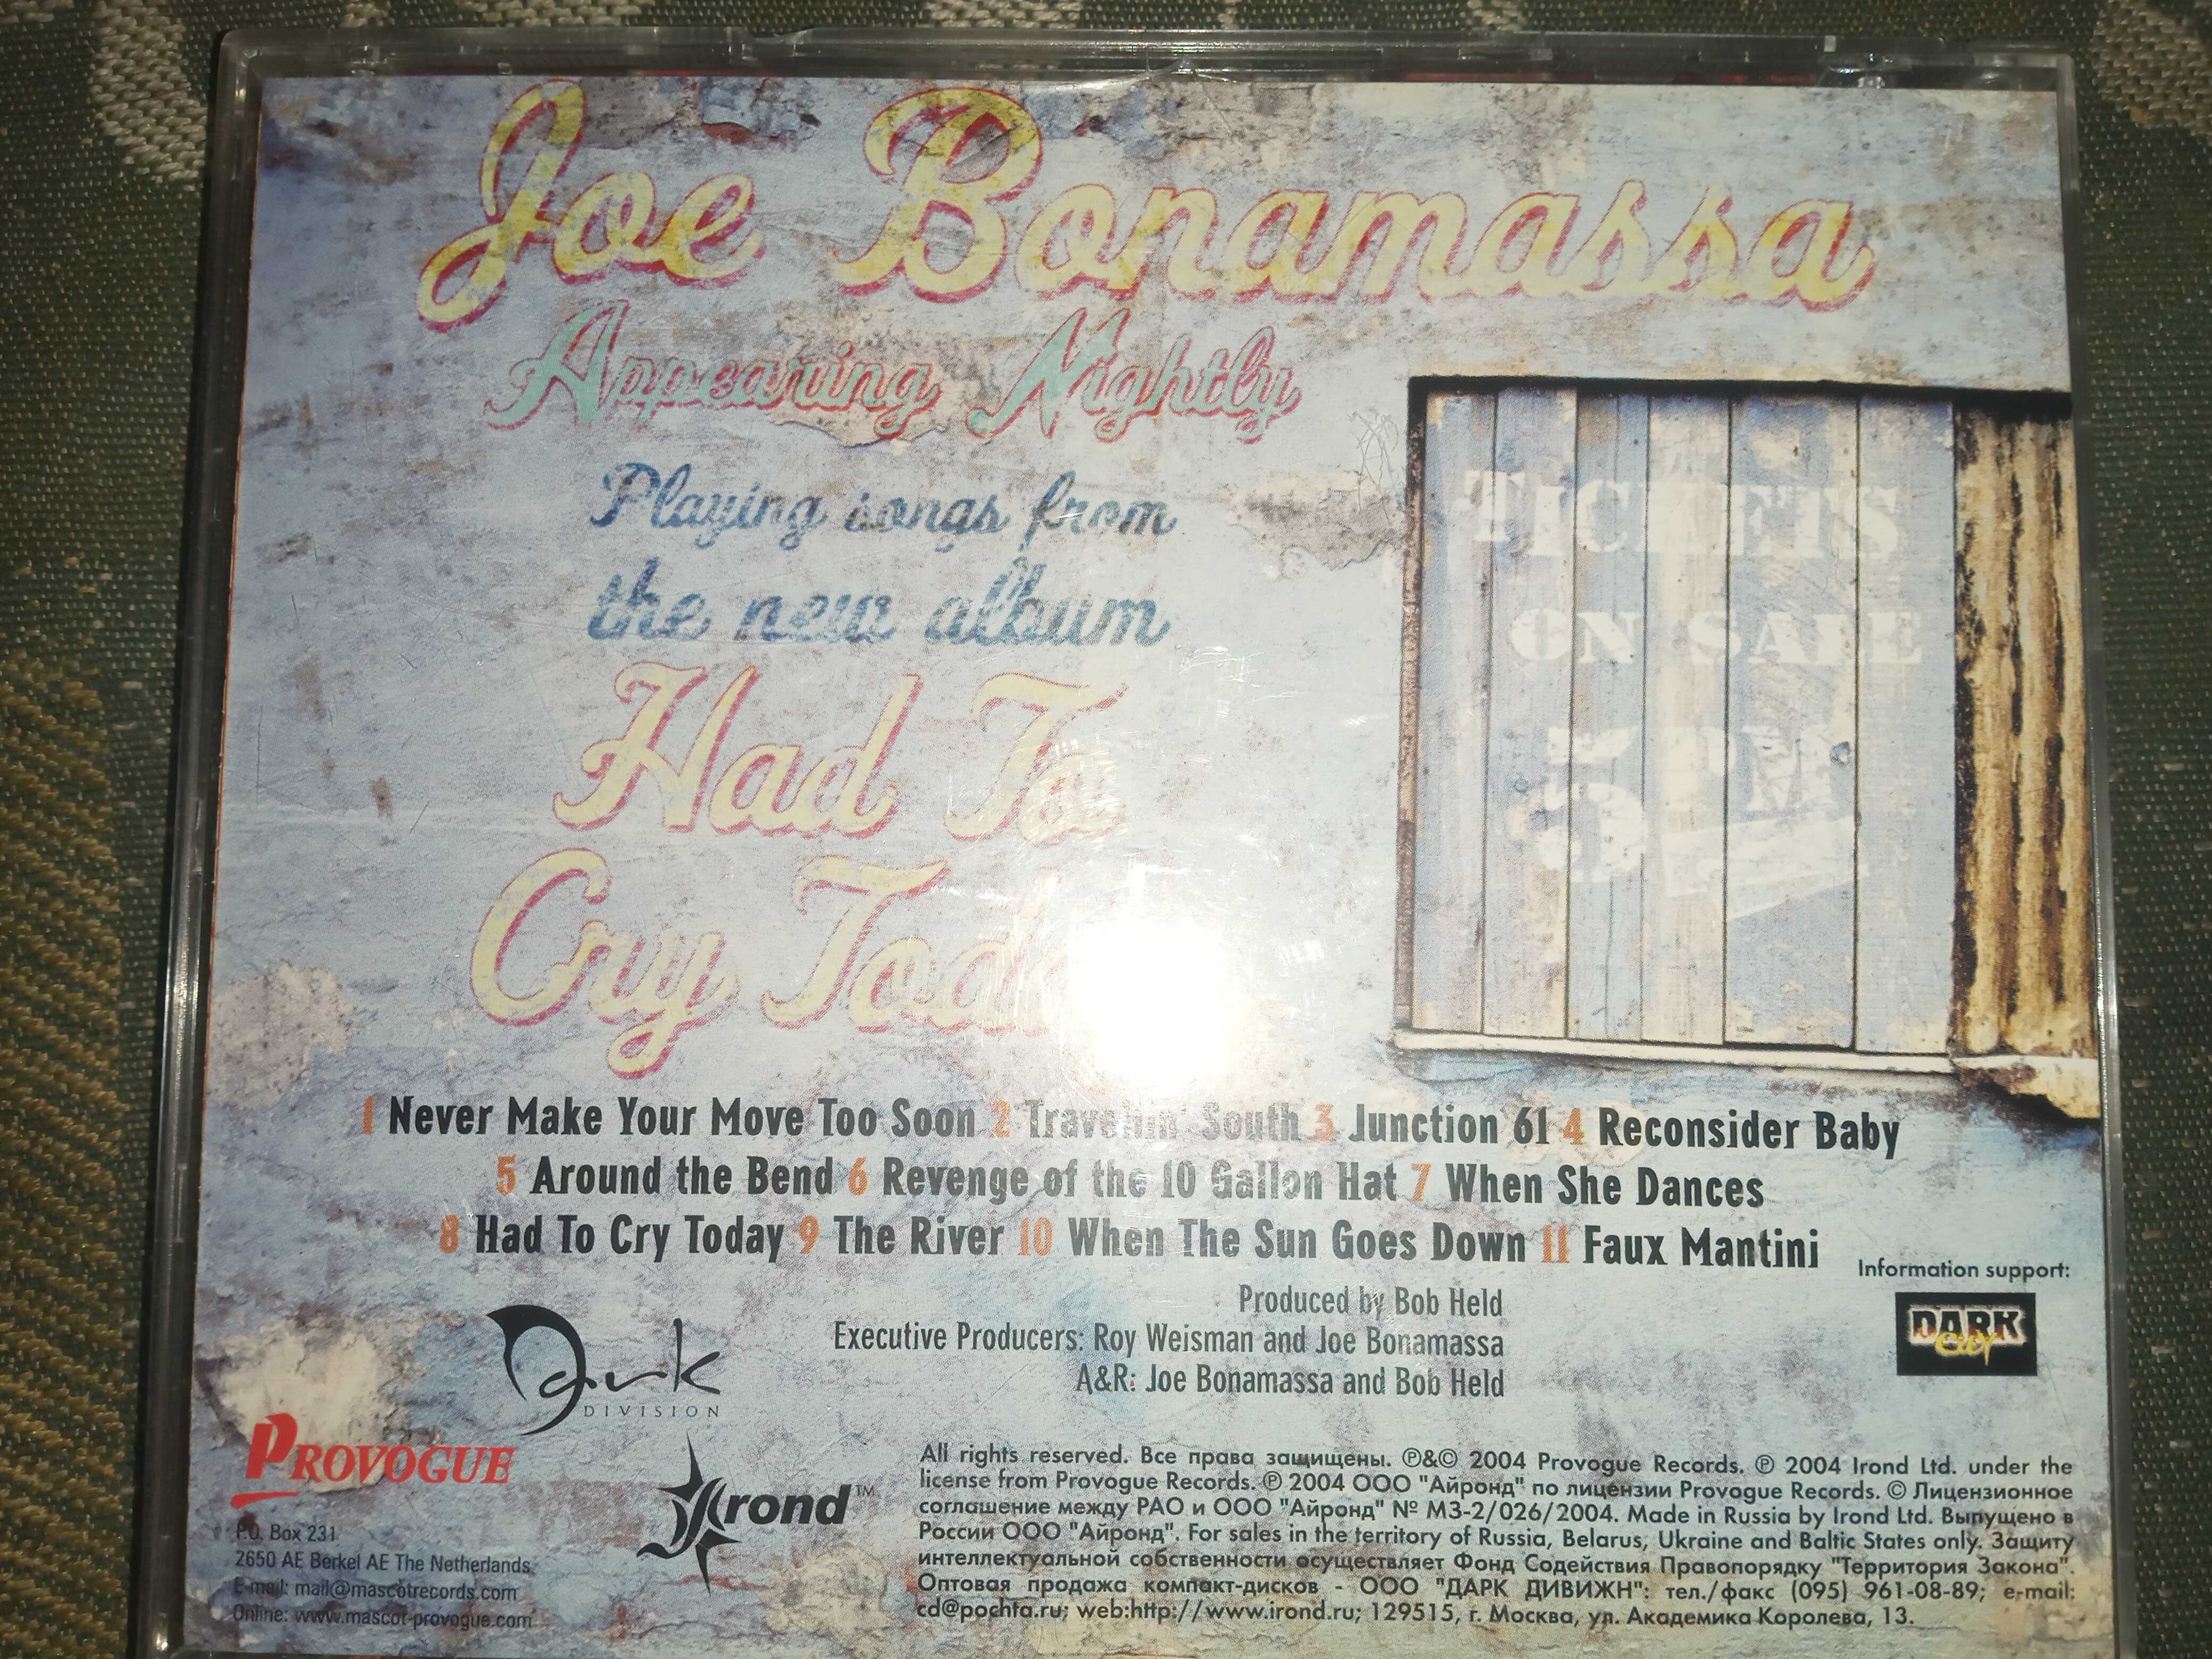 Joe Bonamassa
Appearing Nightly
Playing songs from
the new album
Had To
Cry
TICKETS
ON SALE
5 PM
1 Never Make Your Move Too Soon 2 Travellin' South 3 Junction 61 4 Reconsider Baby
5 Around the Bend 6 Revenge of the 10 Gallon Hat 7 When She Dances
8 Had To Cry Today 9 The River 10 When The Sun Goes Down 11 Faux Mantini
Information support:
DARK
City
Produced by Bob Held
Executive Producers: Roy Weisman and Joe Bonamassa
A&R: Joe Bonamassa and Bob Held
Dark
DIVISION
PROVOGUE
P.O. Box 231
2650 AE Berkel AE The Netherlands
E-mail: mail@mascotrecords.com
Online: www.mascot-provogue.com
Irond™
All rights reserved. Все права защищены. ℗&© 2004 Provogue Records. ℗ 2004 Irond Ltd. under the
license from Provogue Records. ℗ 2004 ООО "Айронд" по лицензии Provogue Records. © Лицензионное
соглашение между РАО и ООО "Айронд" № МЗ-2/026/2004. Made in Russia by Irond Ltd. Выпущено в
России ООО "Айронд". For sales in the territory of Russia, Belarus, Ukraine and Baltic States only. Защиту
интеллектуальной собственности осуществляет Фонд Содействия Правопорядку "Территория Закона".
Оптовая продажа компакт-дисков - ООО "ДАРК ДИВИЖН": тел./факс (095) 961-08-89; e-mail:
cd@pochta.ru; web:http://www.irond.ru; 129515, г. Москва, ул. Академика Королева, 13.